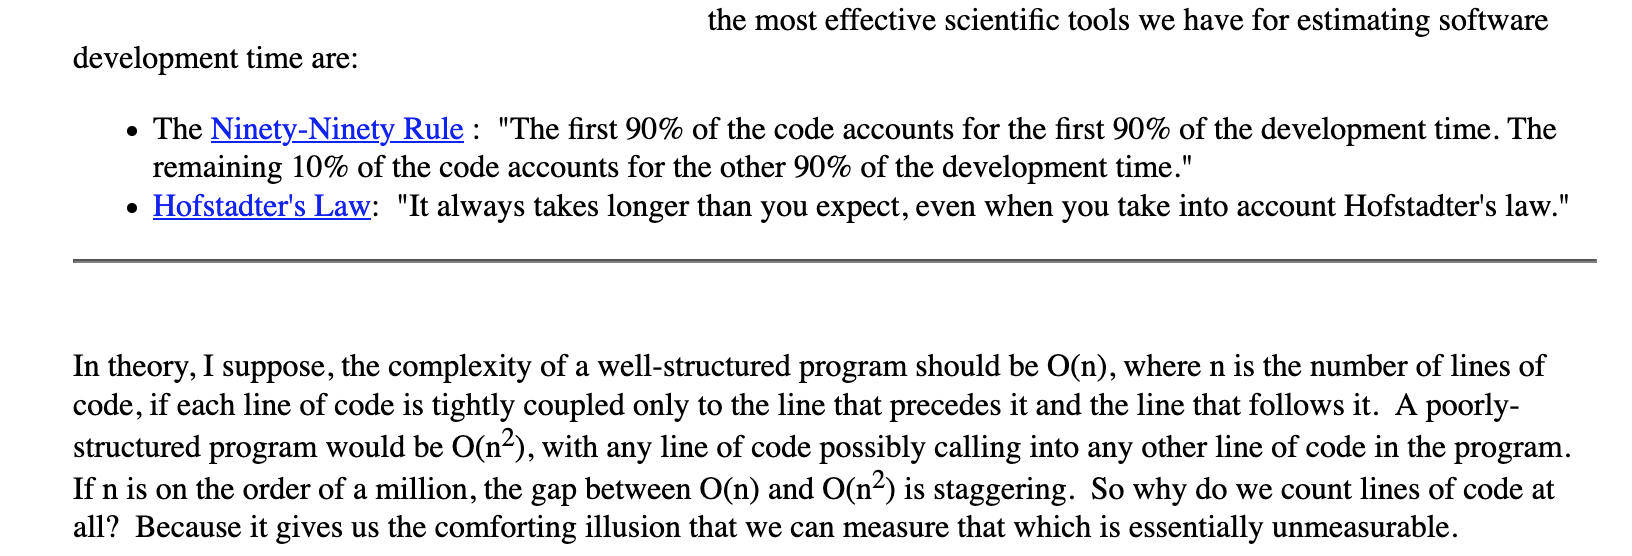 the most effective scientific tools we have for estimating software
development time are:
• The Ninety-Ninety Rule :  "The first 90% of the code accounts for the first 90% of the development time. The
remaining 10% of the code accounts for the other 90% of the development time."
• Hofstadter's Law:  "It always takes longer than you expect, even when you take into account Hofstadter's law."
In theory, I suppose, the complexity of a well-structured program should be O(n), where n is the number of lines of
code, if each line of code is tightly coupled only to the line that precedes it and the line that follows it.  A poorly-
structured program would be O(n²), with any line of code possibly calling into any other line of code in the program.
If n is on the order of a million, the gap between O(n) and O(n²) is staggering.  So why do we count lines of code at
all?  Because it gives us the comforting illusion that we can measure that which is essentially unmeasurable.